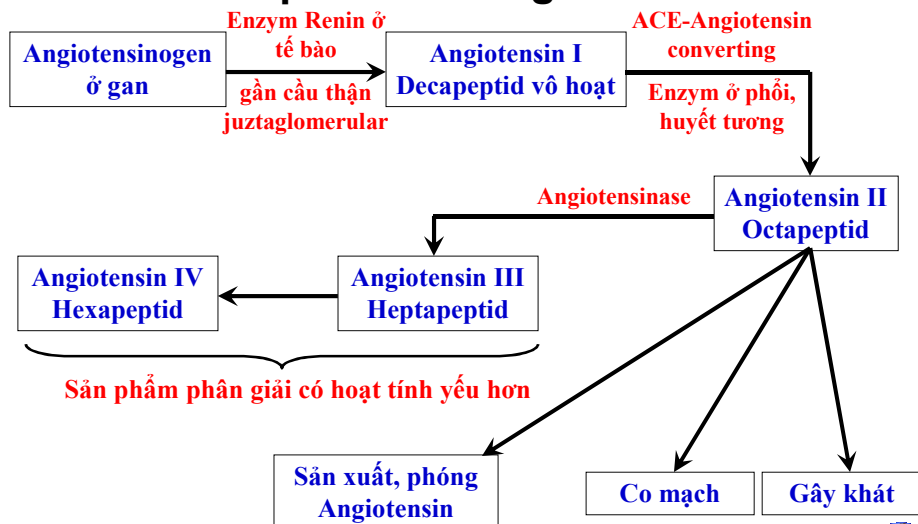 Enzym Renin ở
tế bào
gần cầu thận
juztaglomerular
Angiotensinogen
ở gan
Angiotensin I
Decapeptid vô hoạt
ACE-Angiotensin
converting
Enzym ở phổi,
huyết tương
Angiotensinase
Angiotensin II
Octapeptid
Angiotensin IV
Hexapeptid
Angiotensin III
Heptapeptid
Sản phẩm phân giải có hoạt tính yếu hơn
Sản xuất, phóng
Angiotensin
Co mạch
Gây khát